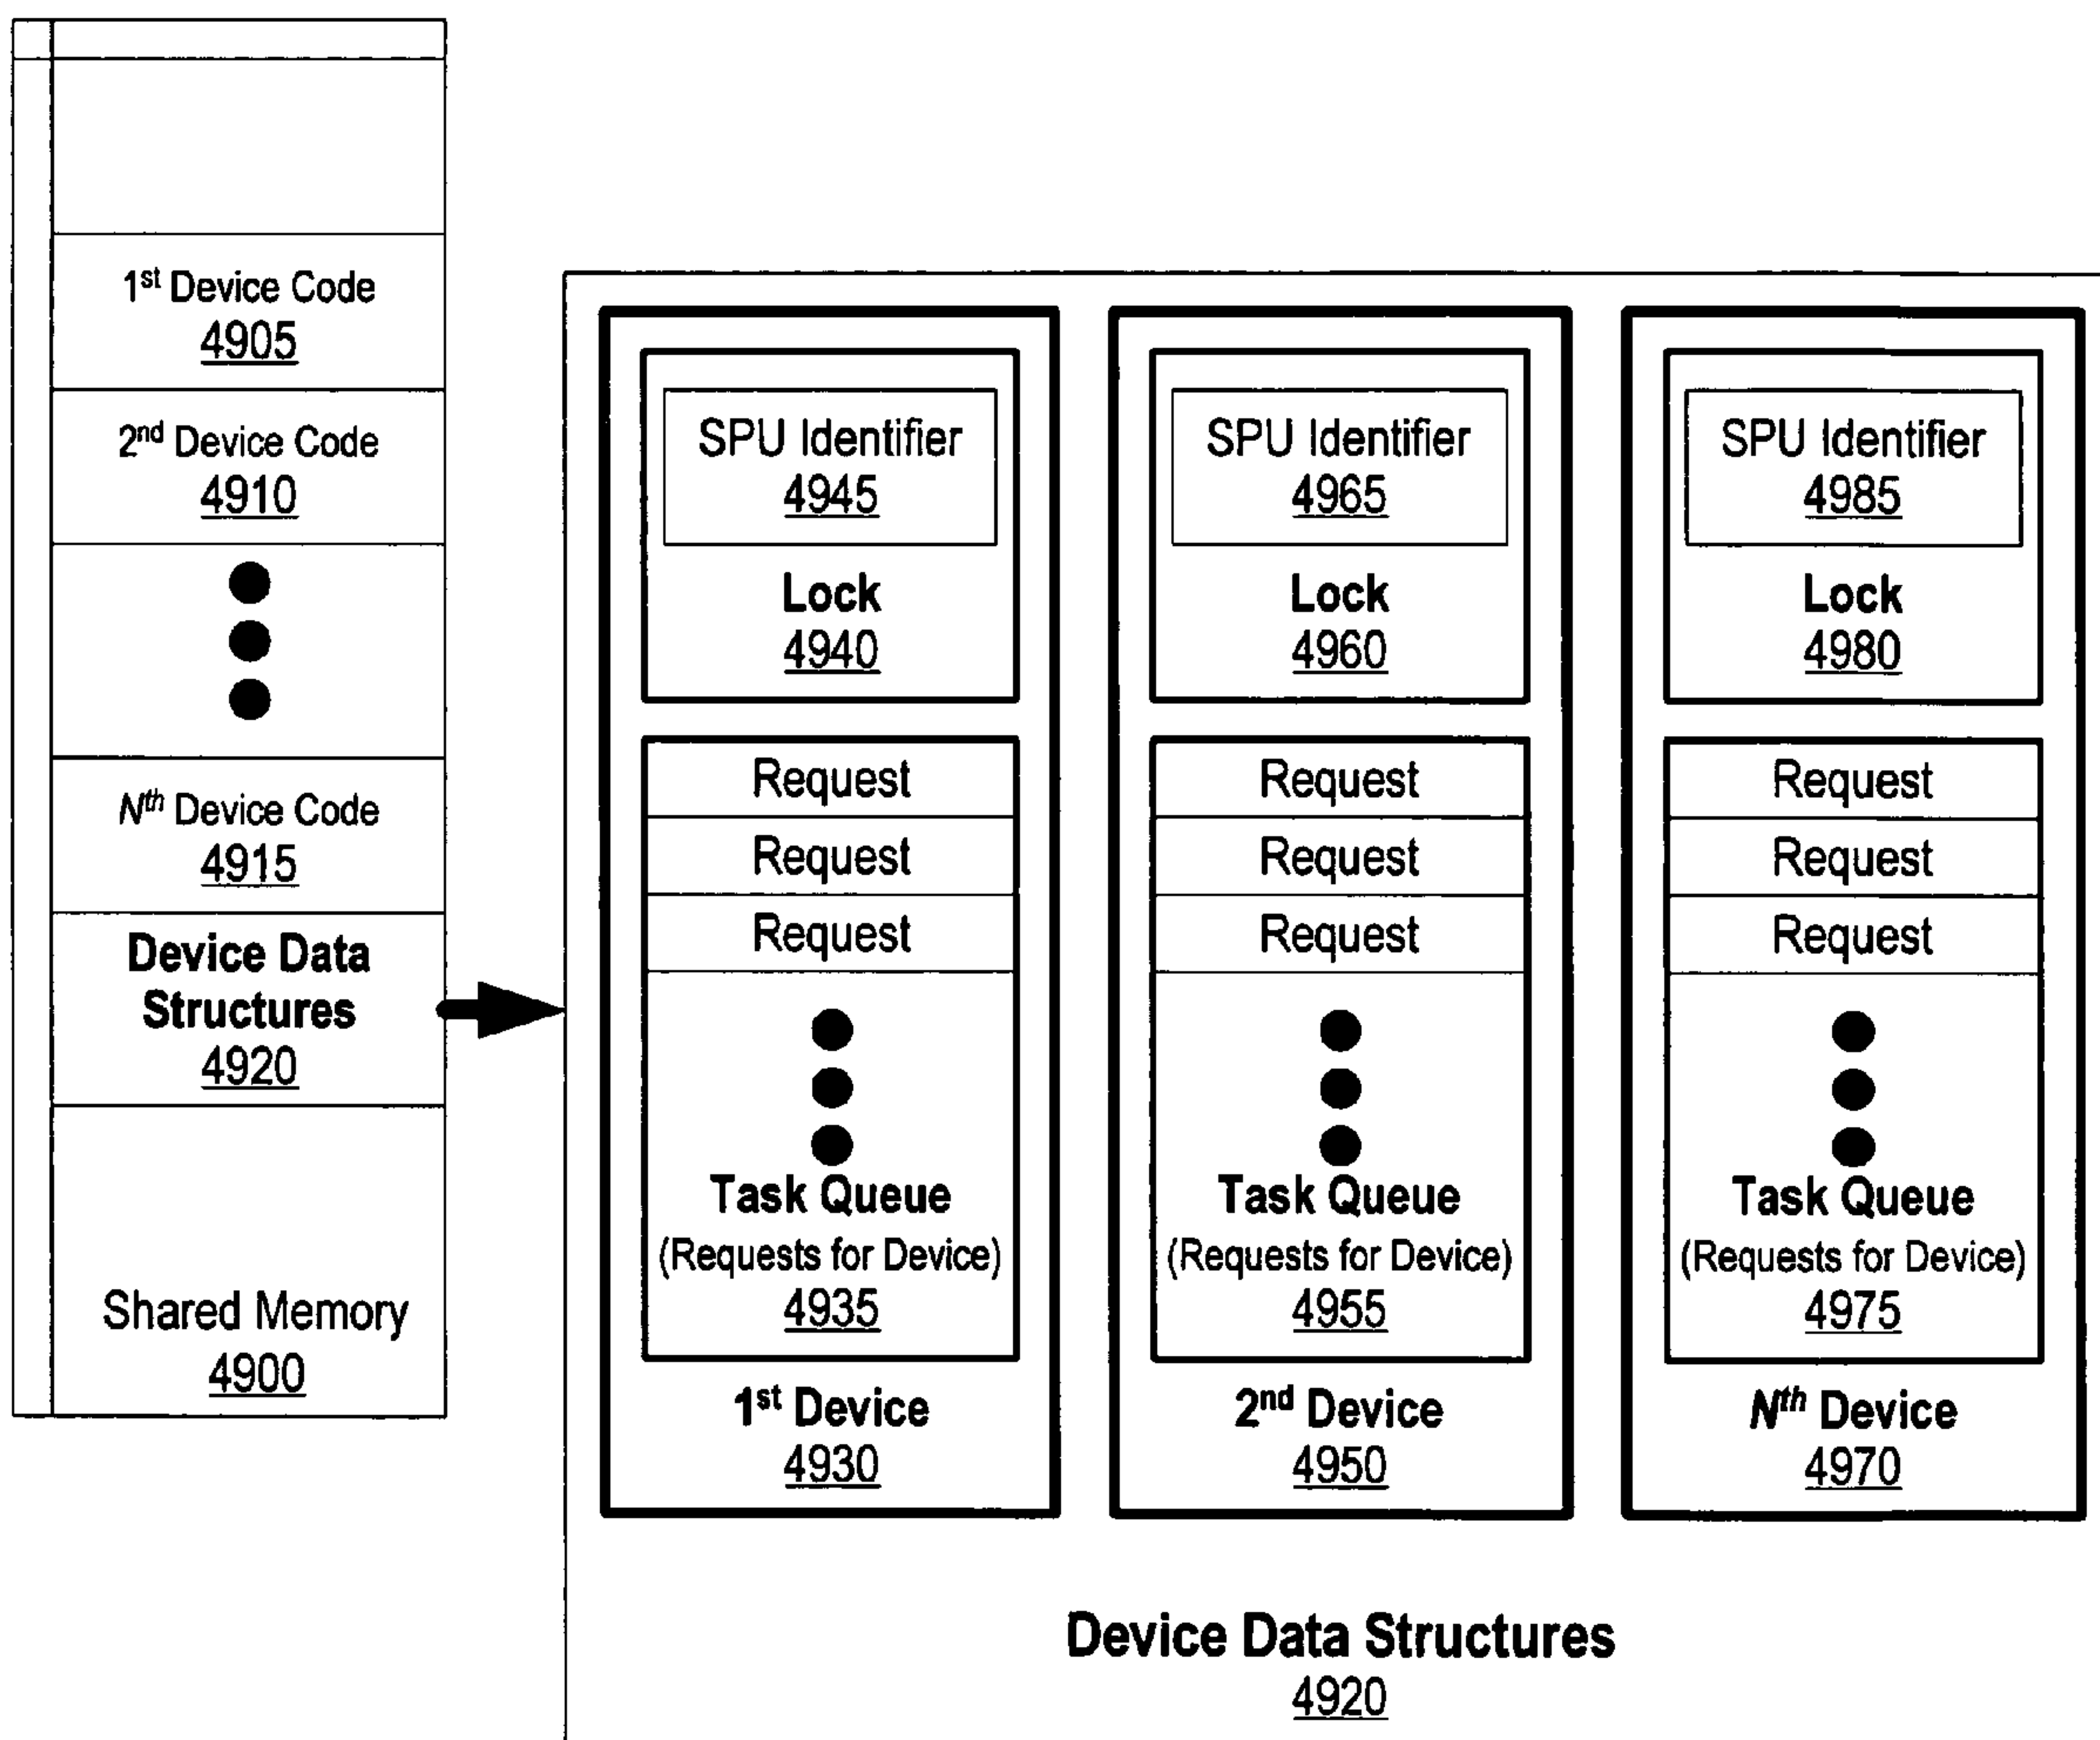 1st Device Code
4905
2nd Device Code
4910
Nth Device Code
4915
Device Data
Structures
4920
Shared Memory
4900
SPU Identifier
4945
Lock
4940
Request
Request
Request
Task Queue
(Requests for Device)
4935
1st Device
4930
SPU Identifier
4965
Lock
4960
Request
Request
Request
Task Queue
(Requests for Device)
4955
2nd Device
4950
SPU Identifier
4985
Lock
4980
Request
Request
Request
Task Queue
(Requests for Device)
4975
Nth Device
4970
Device Data Structures
4920